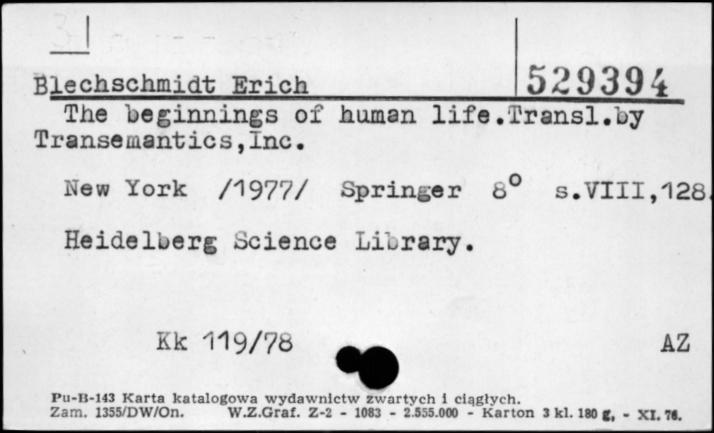 Blechschmidt Erich 529394
The beginnings of human life.Transl.by
Transemantics,Inc.
New York /1977/ Springer 8° s.VIII,128.
Heidelberg Science Library.
Kk 119/78 AZ
Pu-B-143 Karta katalogowa wydawnictw zwartych i ciągłych.
Zam. 1355/DW/On. W.Z.Graf. Z-2 - 1083 - 2.555.000 - Karton 3 kl. 180 g, - XI. 76.